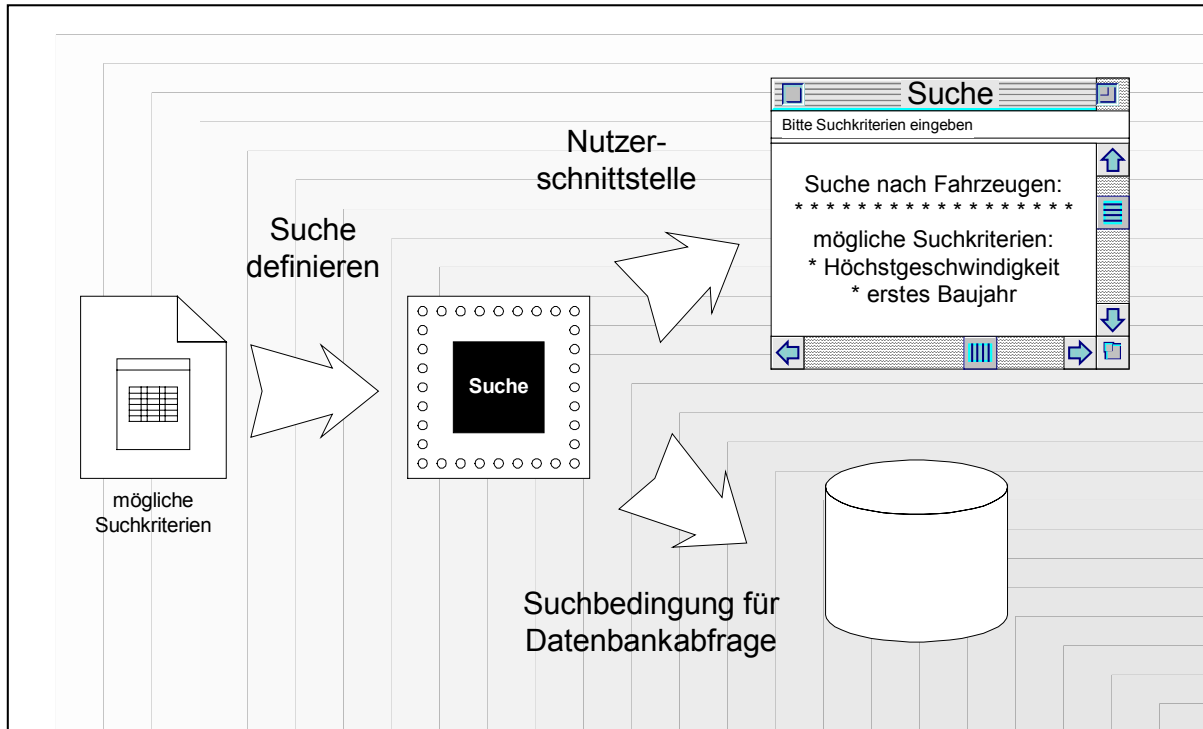 mögliche
Suchkriterien
Suche
definieren
Suche
Nutzer-
schnittstelle
Suche
Bitte Suchkriterien eingeben
Suche nach Fahrzeugen:
* * * * * * * * * * * * * * * * * *
mögliche Suchkriterien:
* Höchstgeschwindigkeit
* erstes Baujahr
Suchbedingung für
Datenbankabfrage